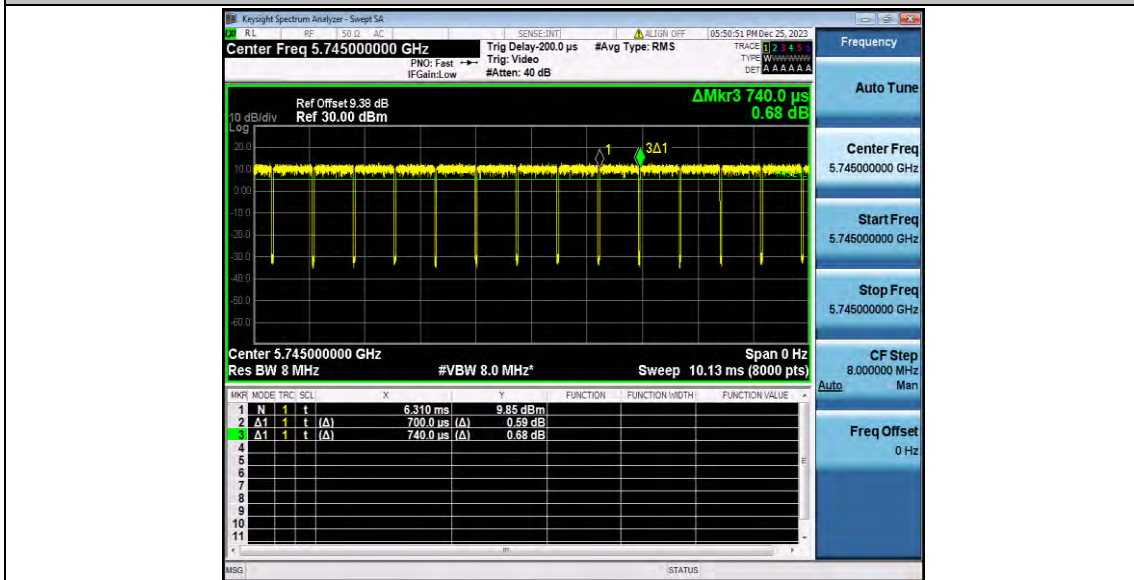 Keysight Spectrum Analyzer - Swept SA
RL RF 50 Ω AC SENSE:INT ALIGN OFF 05:50:51 PM Dec 25, 2023
Center Freq 5.745000000 GHz
PNO: Fast
IFGain:Low
Trig Delay-200.0 µs
Trig: Video
#Atten: 40 dB
#Avg Type: RMS
TRACE 1 2 3 4 5 6
TYPE WWWWWW
DET A A A A A A
Frequency
Auto Tune
Center Freq
5.745000000 GHz
Start Freq
5.745000000 GHz
Stop Freq
5.745000000 GHz
CF Step
8.000000 MHz
Auto Man
Freq Offset
0 Hz
ΔMkr3 740.0 µs
0.68 dB
Ref Offset 9.38 dB
10 dB/div Ref 30.00 dBm
Log
20.0
10.0
0.00
-10.0
-20.0
-30.0
-40.0
-50.0
-60.0
1
3Δ1
Center 5.745000000 GHz Span 0 Hz
Res BW 8 MHz #VBW 8.0 MHz* Sweep 10.13 ms (8000 pts)
MKR MODE TRC SCL X Y FUNCTION FUNCTION WIDTH FUNCTION VALUE
1 N 1 t 6.310 ms 9.85 dBm
2 Δ1 1 t (Δ) 700.0 µs (Δ) 0.59 dB
3 Δ1 1 t (Δ) 740.0 µs (Δ) 0.68 dB
4
5
6
7
8
9
10
11
MSG STATUS